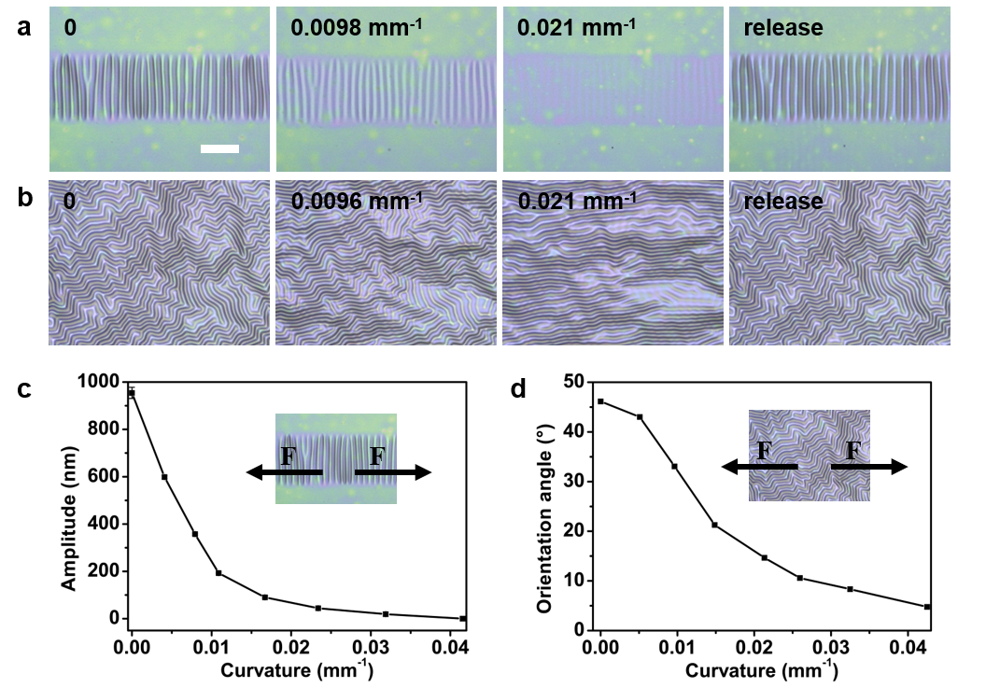 a
0
0.0098 mm⁻¹
0.021 mm⁻¹
release
b
0
0.0096 mm⁻¹
0.021 mm⁻¹
release
c
1000
800
600
400
200
0
Amplitude (nm)
F
F
0.00
0.01
0.02
0.03
0.04
Curvature (mm⁻¹)
d
50
40
30
20
10
0
Orientation angle (°)
F
F
0.00
0.01
0.02
0.03
0.04
Curvature (mm⁻¹)